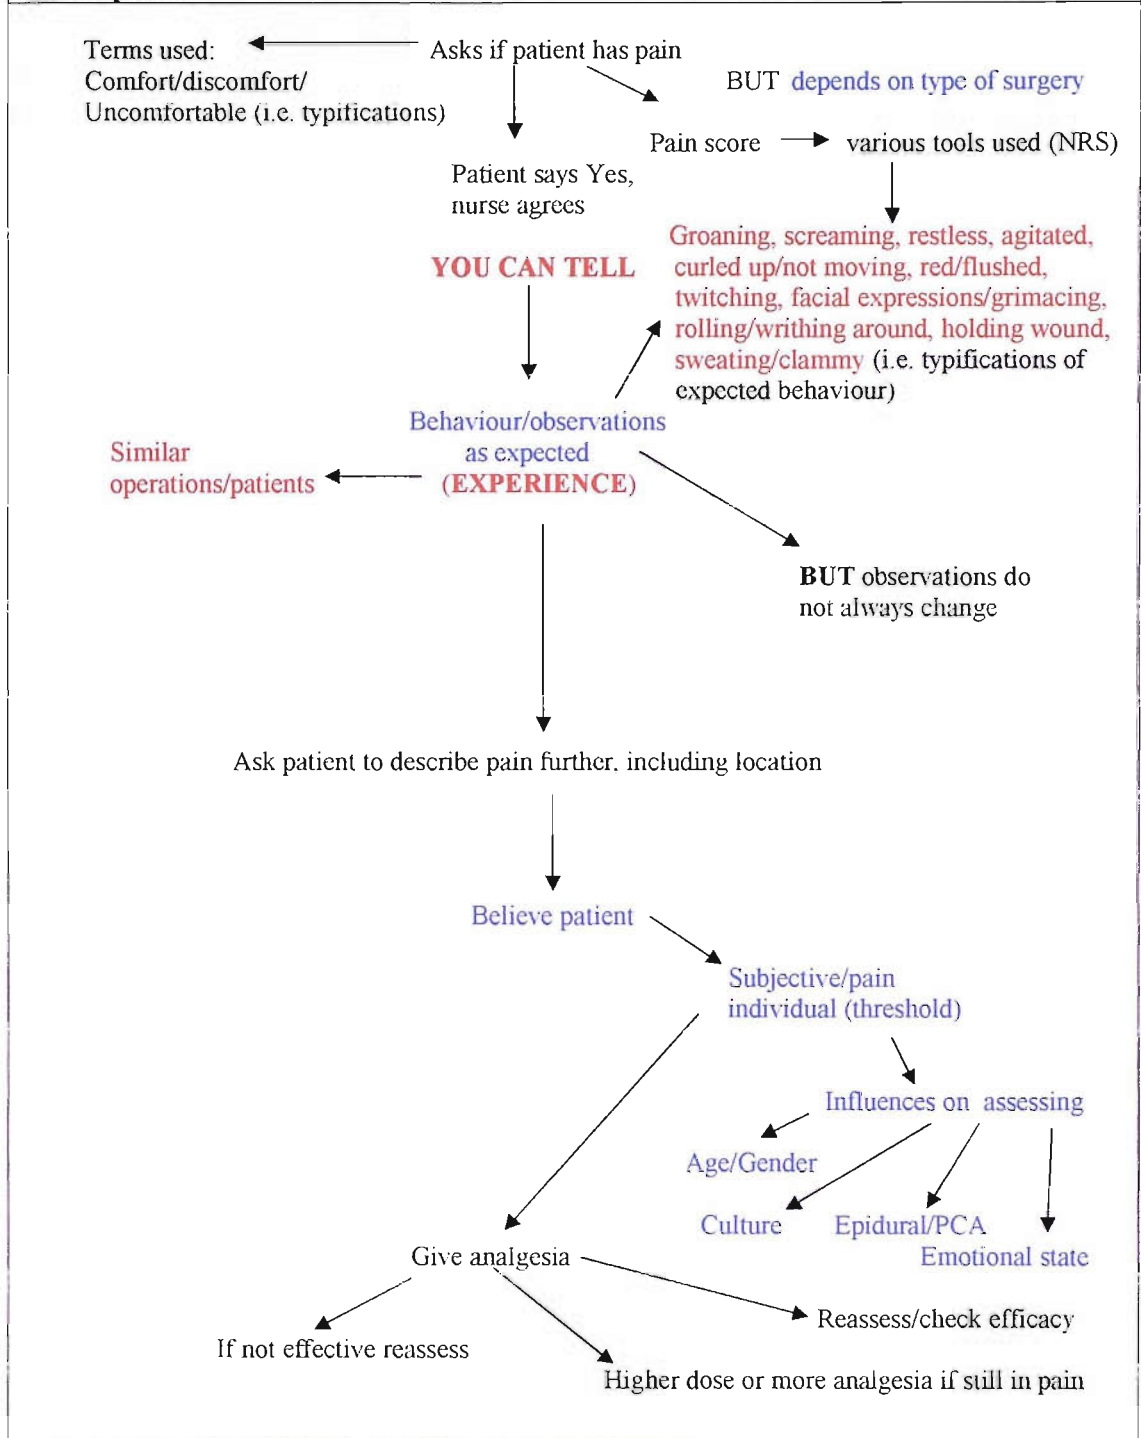 Terms used:
Comfort/discomfort/
Uncomfortable (i.e. typifications)
Asks if patient has pain
BUT depends on type of surgery
Pain score
various tools used (NRS)
Patient says Yes,
nurse agrees
YOU CAN TELL
Groaning, screaming, restless, agitated,
curled up/not moving, red/flushed,
twitching, facial expressions/grimacing,
rolling/writhing around, holding wound,
sweating/clammy (i.e. typifications of
expected behaviour)
Behaviour/observations
as expected
(EXPERIENCE)
Similar
operations/patients
BUT observations do
not always change
Ask patient to describe pain further, including location
Believe patient
Subjective/pain
individual (threshold)
Influences on assessing
Age/Gender
Culture
Epidural/PCA
Emotional state
Give analgesia
Reassess/check efficacy
If not effective reassess
Higher dose or more analgesia if still in pain